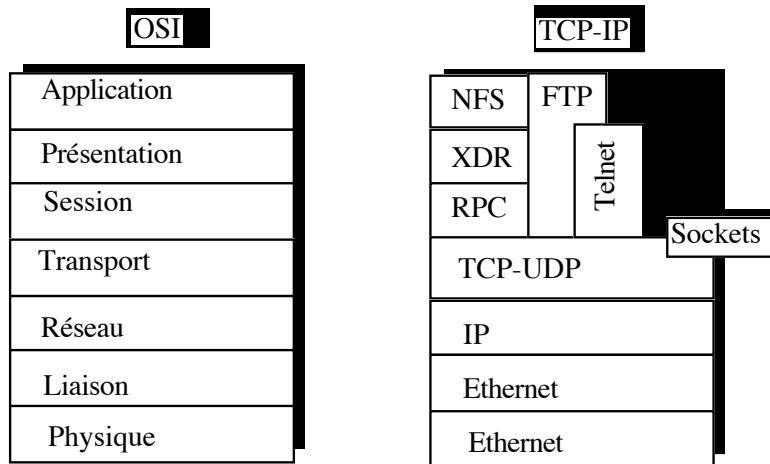 OSI
Application
Présentation
Session
Transport
Réseau
Liaison
Physique
TCP-IP
NFS
FTP
XDR
Telnet
RPC
Sockets
TCP-UDP
IP
Ethernet
Ethernet